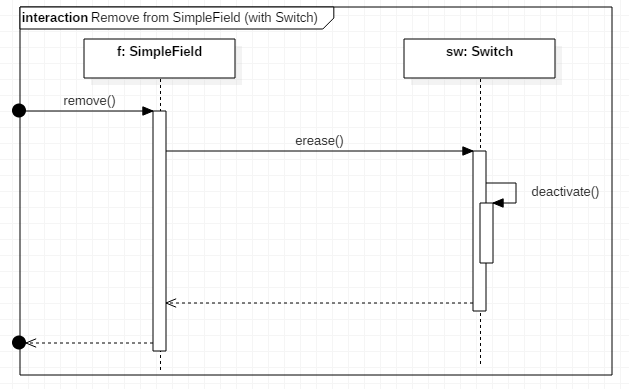 interaction Remove from SimpleField (with Switch)
f: SimpleField
sw: Switch
remove()
erease()
deactivate()